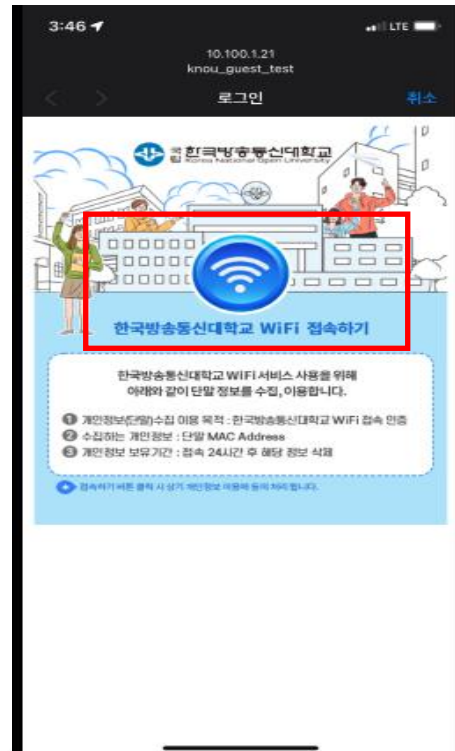 3:46
LTE
10.100.1.21
knou_guest_test
로그인
취소
국립 한국방송통신대학교
Korea National Open University
한국방송통신대학교 WiFi 접속하기
한국방송통신대학교 WIFI 서비스 사용을 위해
아래와 같이 단말 정보를 수집, 이용합니다.
1 개인정보(단말)수집 이용 목적 : 한국방송통신대학교 WiFi 접속 인증
2 수집하는 개인정보 : 단말 MAC Address
3 개인정보 보유기간 : 접속 24시간 후 해당 정보 삭제
접속하기 버튼 클릭 시 상기 개인정보 이용에 동의 처리 됩니다.